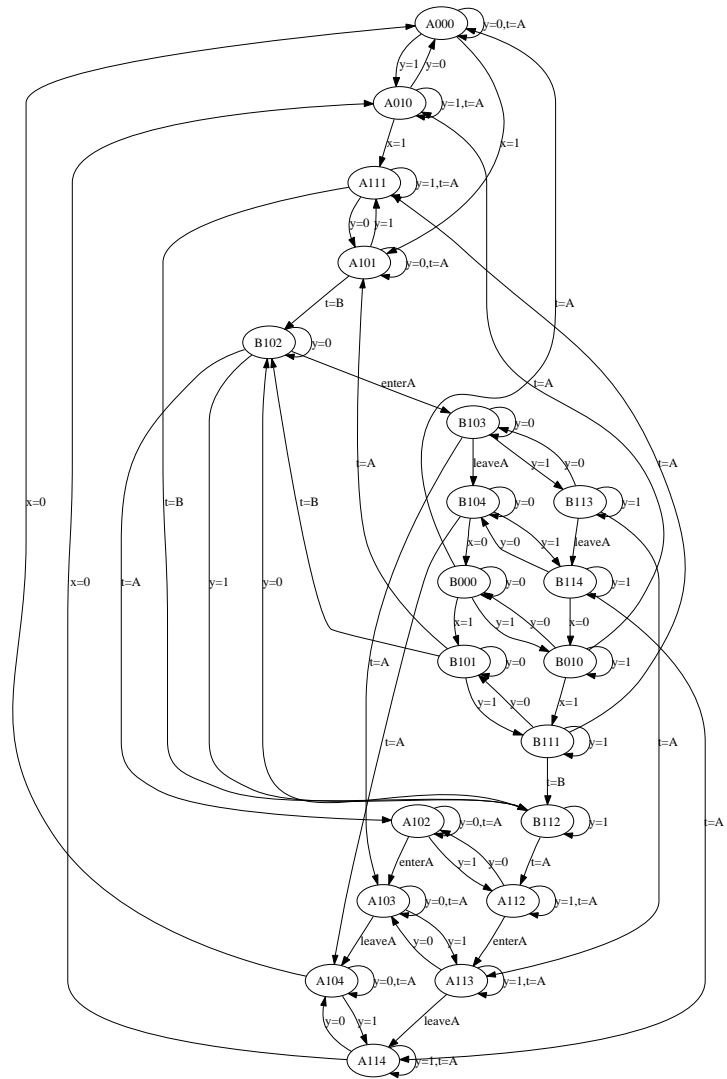 A000
y=0,t=A
y=1
y=0
A010
y=1,t=A
x=1
x=1
A111
y=1,t=A
y=0
y=1
A101
y=0,t=A
t=B
t=A
B102
y=0
t=A
enterA
B103
y=0
t=A
t=B
leaveA
y=1
y=0
x=0
t=B
B104
y=0
B113
y=1
x=0
y=0
y=1
leaveA
x=0
t=A
y=1
y=0
B000
y=0
B114
y=1
x=1
y=1
y=0
x=0
B101
y=0
B010
y=1
t=A
y=1
y=0
x=1
t=A
B111
y=1
t=A
t=B
A102
y=0,t=A
B112
y=1
t=A
enterA
y=1
y=0
t=A
A103
y=0,t=A
A112
y=1,t=A
leaveA
y=0
y=1
enterA
A104
y=0,t=A
A113
y=1,t=A
y=0
y=1
leaveA
A114
y=1,t=A